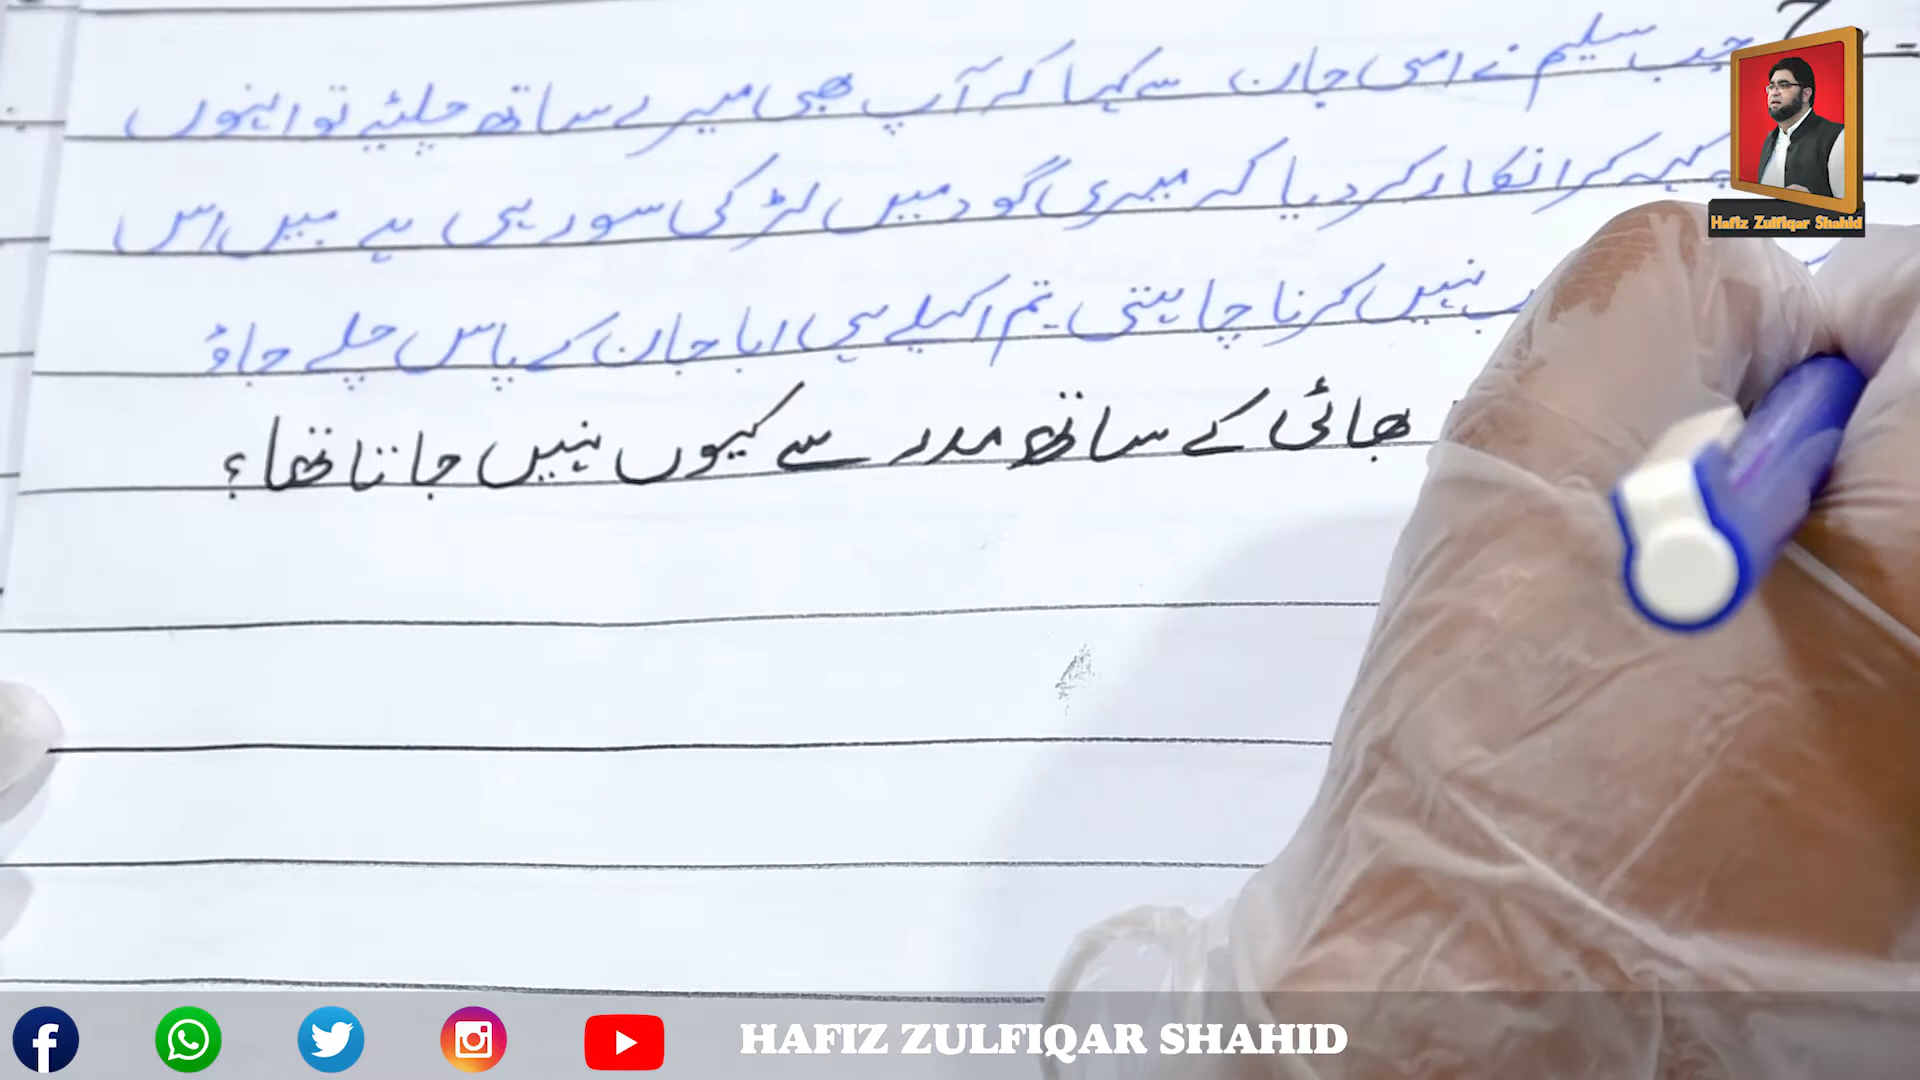 7
جب سلیم نے امی جان سے کہا کہ آپ بھی میرے ساتھ چلئیے تو انہوں
کہہ کر انکار کر دیا کہ میری گود میں لڑکی سو رہی ہے میں اس
نہیں کرنا چاہتی۔ تم اکیلے ہی ابا جان کے پاس چلے جاؤ
بھائی کے ساتھ مدرسے کیوں نہیں جاتا تھا؟
Hafiz Zulfiqar Shahid
HAFIZ ZULFIQAR SHAHID